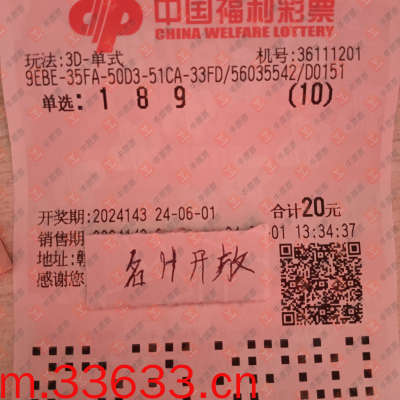 中国福利彩票
CHINA WELFARE LOTTERY
玩法:3D-单式 机号:36111201
9EBE-35FA-50D3-51CA-33FD/56035542/D0151
单选: 1 8 9 (10)
开奖期:2024143 24-06-01 合计20元
销售期 01 13:34:37
地址:
感谢您
名片开版
m.33633.cn